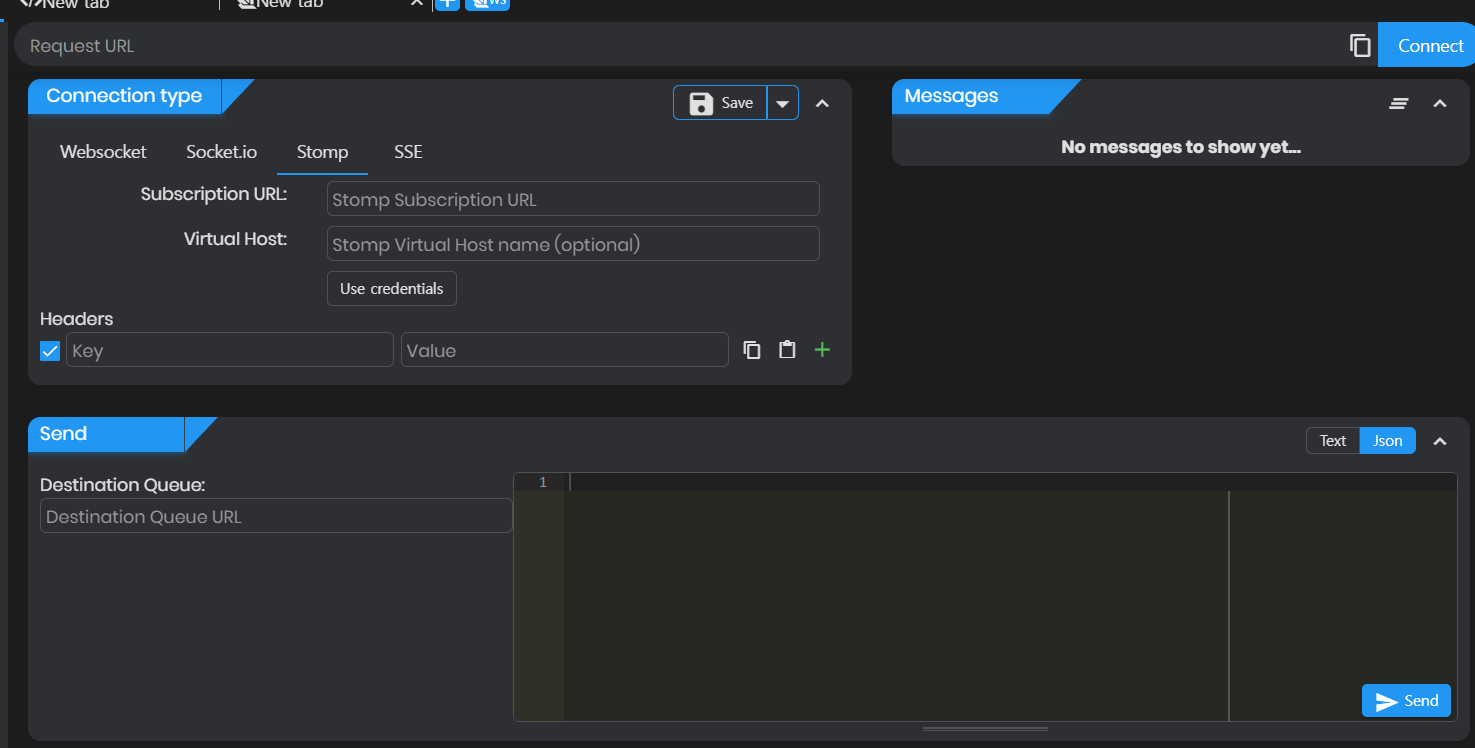 </>New tab
New tab
ws
Request URL
Connect
Connection type
Save
Messages
No messages to show yet...
Websocket Socket.io Stomp SSE
Subscription URL:
Stomp Subscription URL
Virtual Host:
Stomp Virtual Host name (optional)
Use credentials
Headers
Key
Value
Send
Text Json
Destination Queue:
Destination Queue URL
1
Send